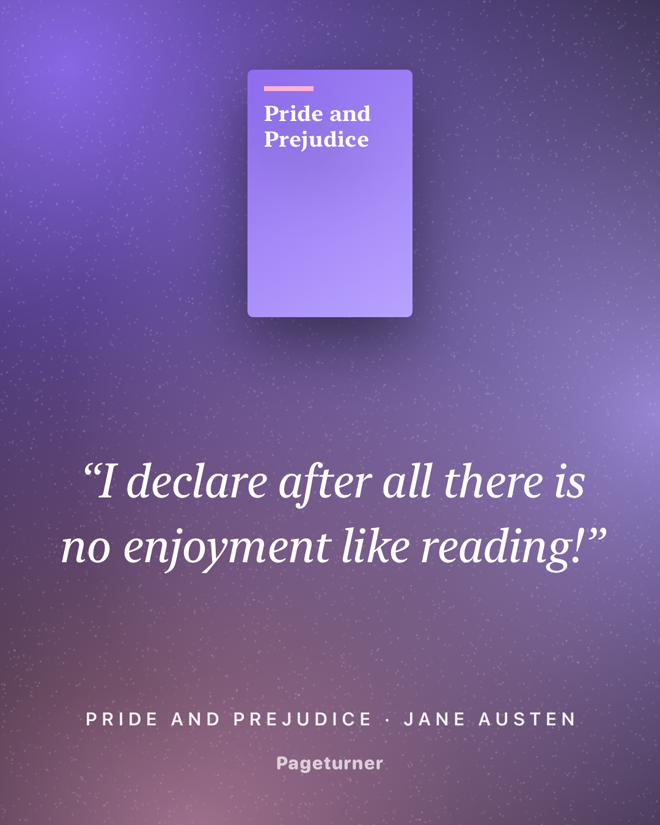 Pride and
Prejudice
“I declare after all there is
no enjoyment like reading!”
PRIDE AND PREJUDICE · JANE AUSTEN
Pageturner